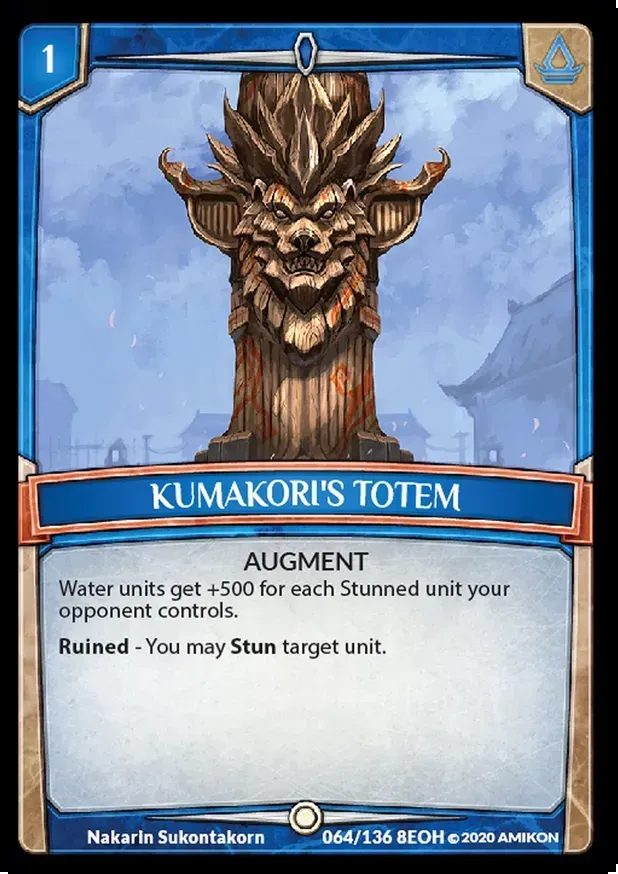 1
KUMAKORI'S TOTEM
AUGMENT
Water units get +500 for each Stunned unit your
opponent controls.
Ruined - You may Stun target unit.
Nakarin Sukontakorn 064/136 8EOH ©2020 AMIKON